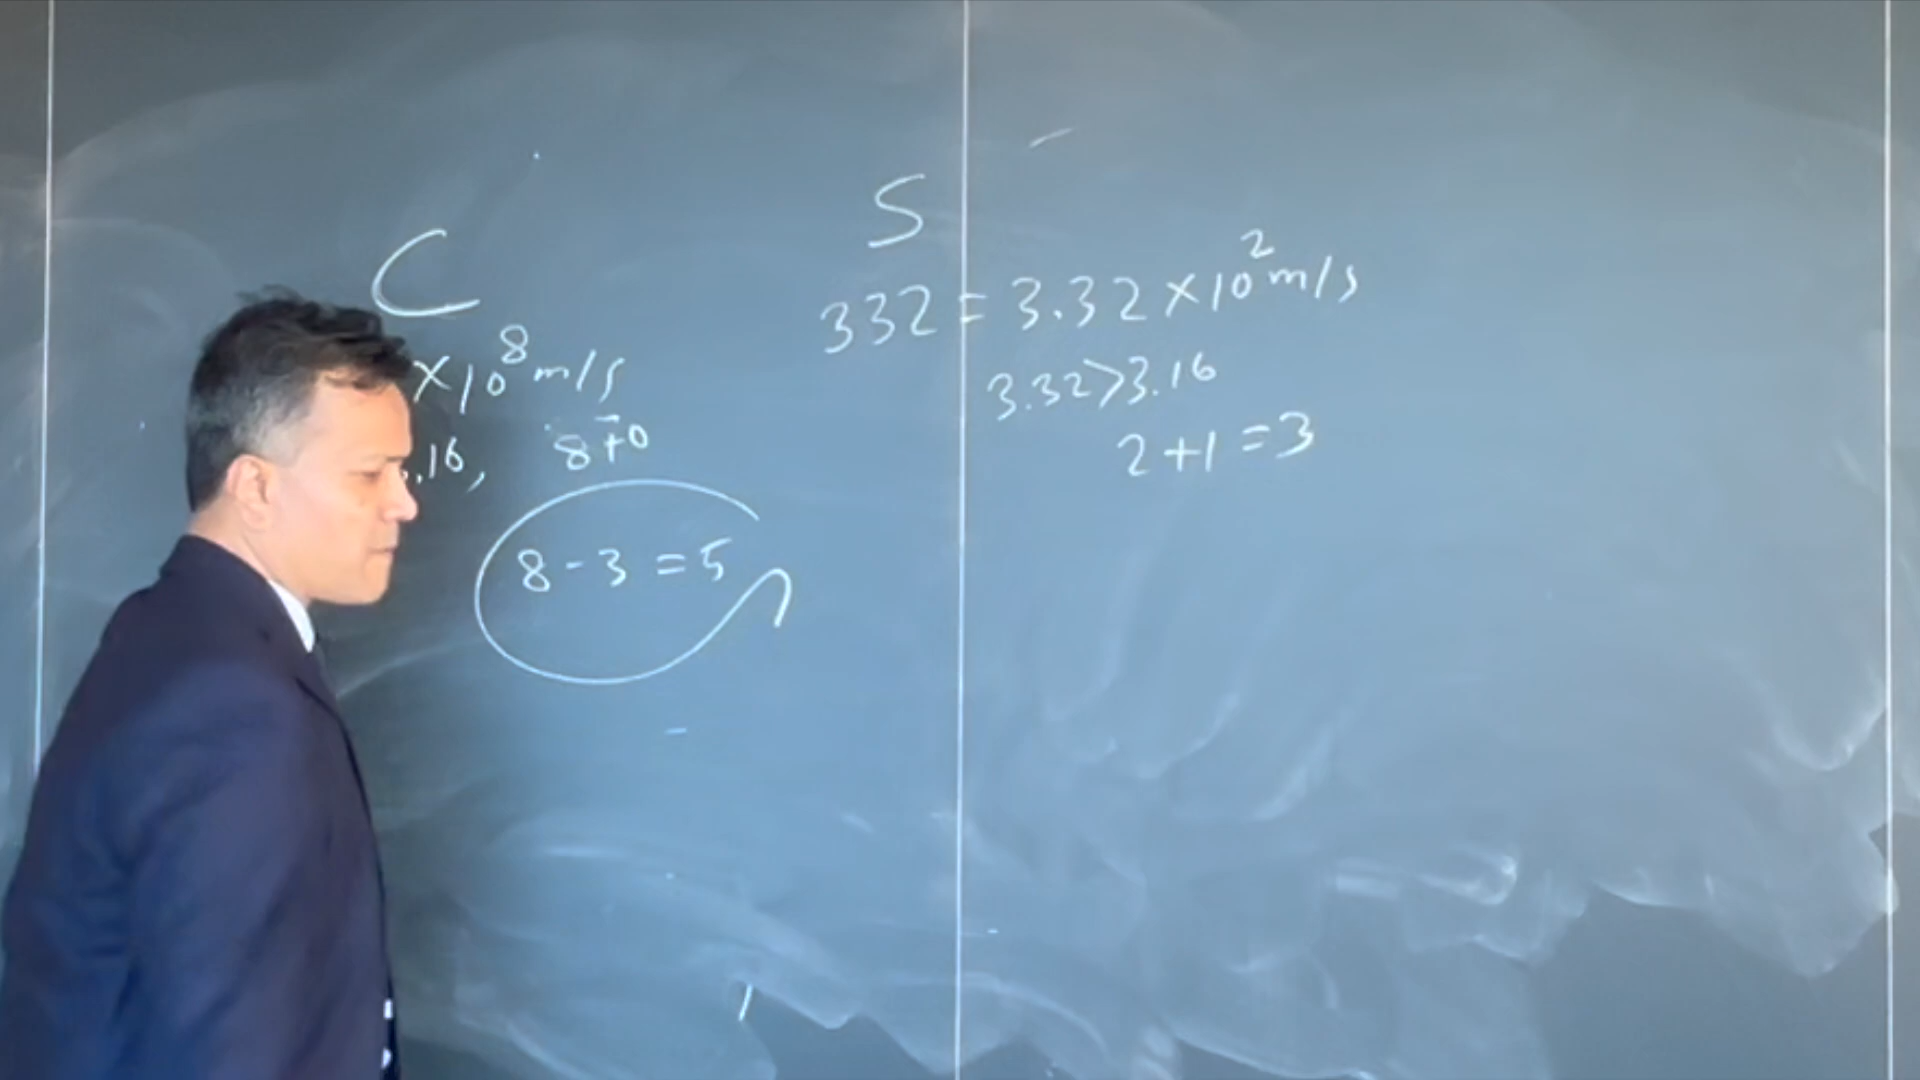 C
×10⁸ m/s
.16, 8+0
8-3=5
S
332=3.32×10² m/s
3.32>3.16
2+1=3